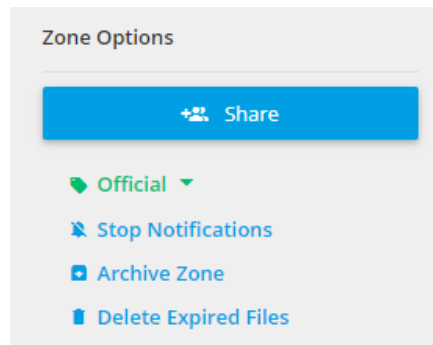 Zone Options
Share
Official
Stop Notifications
Archive Zone
Delete Expired Files